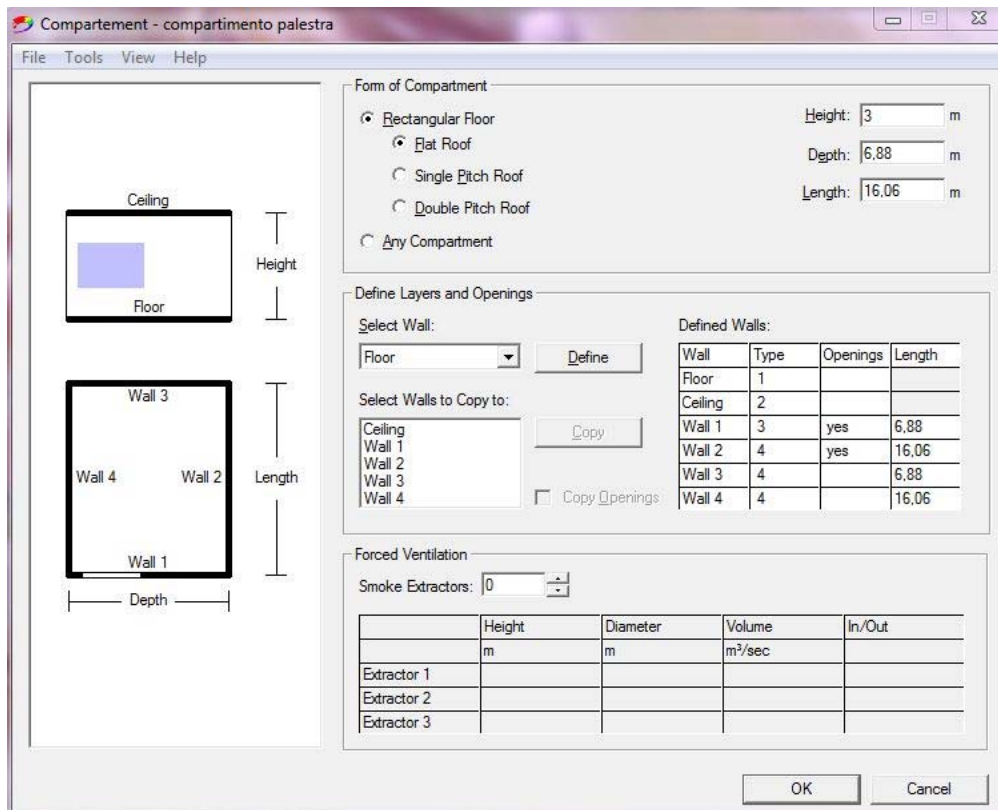 Compartement - compartimento palestra
File Tools View Help
Ceiling
Height
Floor
Wall 3
Wall 4 Wall 2 Length
Wall 1
Depth
Form of Compartment
Rectangular Floor
Flat Roof
Single Pitch Roof
Double Pitch Roof
Any Compartment
Height: 3 m
Depth: 6,88 m
Length: 16,06 m
Define Layers and Openings
Select Wall:
Floor Define
Select Walls to Copy to:
Ceiling
Wall 1
Wall 2
Wall 3
Wall 4
Copy
Copy Openings
Defined Walls:
Wall Type Openings Length
Floor 1
Ceiling 2
Wall 1 3 yes 6,88
Wall 2 4 yes 16,06
Wall 3 4 6,88
Wall 4 4 16,06
Forced Ventilation
Smoke Extractors: 0
Height Diameter Volume In/Out
m m m³/sec
Extractor 1
Extractor 2
Extractor 3
OK Cancel